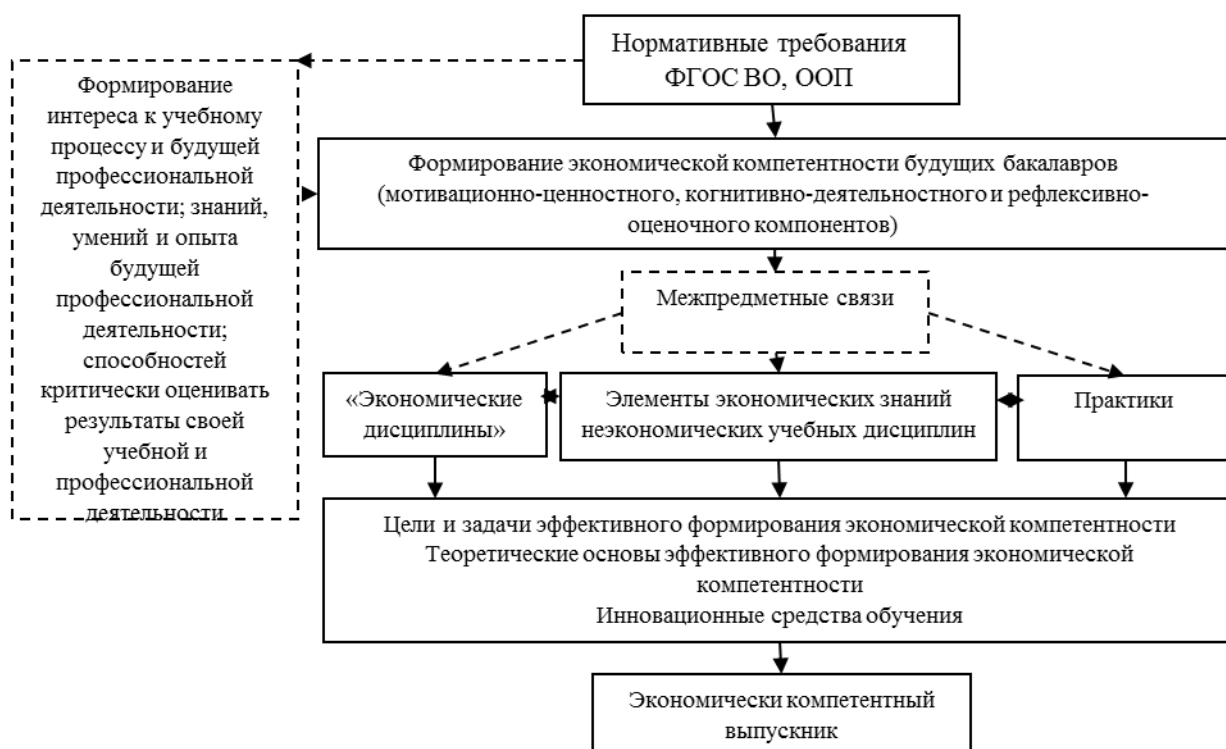 Нормативные требования
ФГОС ВО, ООП
Формирование
интереса к учебному
процессу и будущей
профессиональной
деятельности; знаний,
умений и опыта
будущей
профессиональной
деятельности;
способностей
критически оценивать
результаты своей
учебной и
профессиональной
деятельности
Формирование экономической компетентности будущих бакалавров
(мотивационно-ценностного, когнитивно-деятельностного и рефлексивно-
оценочного компонентов)
Межпредметные связи
«Экономические
дисциплины»
Элементы экономических знаний
неэкономических учебных дисциплин
Практики
Цели и задачи эффективного формирования экономической компетентности
Теоретические основы эффективного формирования экономической
компетентности
Инновационные средства обучения
Экономически компетентный
выпускник